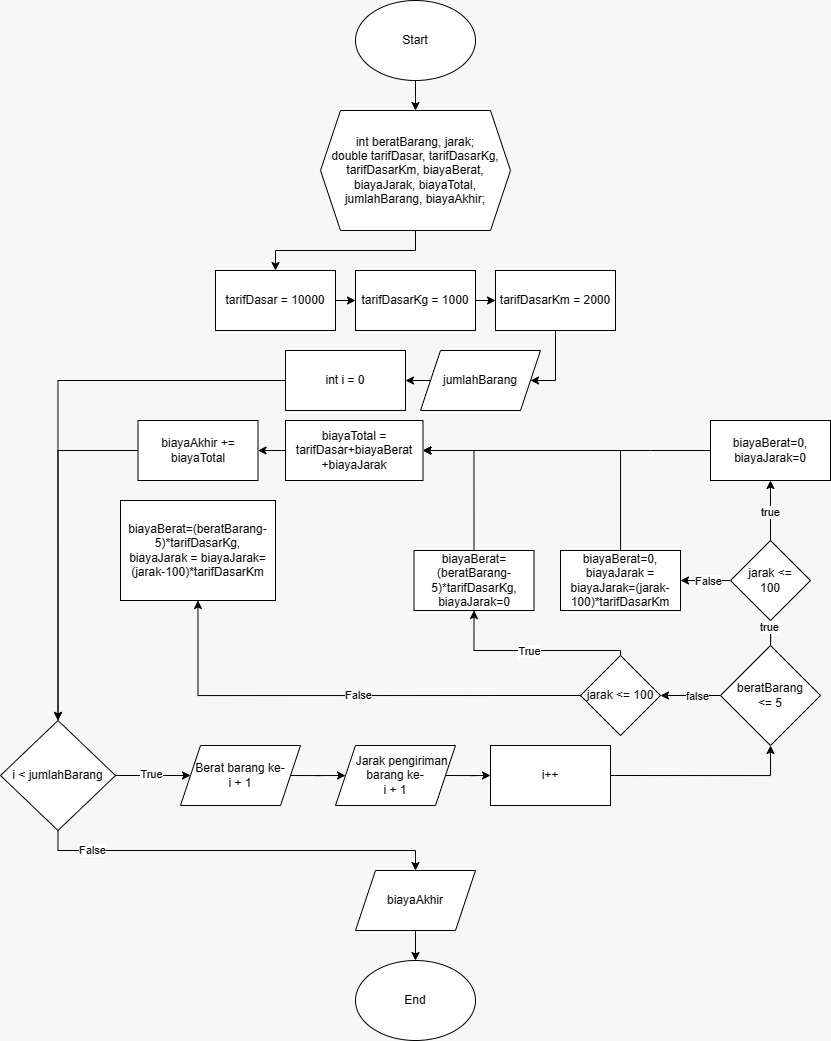 Start
int beratBarang, jarak;
double tarifDasar, tarifDasarKg,
tarifDasarKm, biayaBerat,
biayaJarak, biayaTotal,
jumlahBarang, biayaAkhir;
tarifDasar = 10000
tarifDasarKg = 1000
tarifDasarKm = 2000
int i = 0
jumlahBarang
biayaAkhir +=
biayaTotal
biayaTotal =
tarifDasar+biayaBerat
+biayaJarak
biayaBerat=0,
biayaJarak=0
true
biayaBerat=(beratBarang-
5)*tarifDasarKg,
biayaJarak = biayaJarak=
(jarak-100)*tarifDasarKm
biayaBerat=
(beratBarang-
5)*tarifDasarKg,
biayaJarak=0
biayaBerat=0,
biayaJarak =
biayaJarak=(jarak-
100)*tarifDasarKm
False
jarak <=
100
true
True
False
jarak <= 100
false
beratBarang
<= 5
i < jumlahBarang
True
Berat barang ke-
i + 1
Jarak pengiriman
barang ke-
i + 1
i++
False
biayaAkhir
End